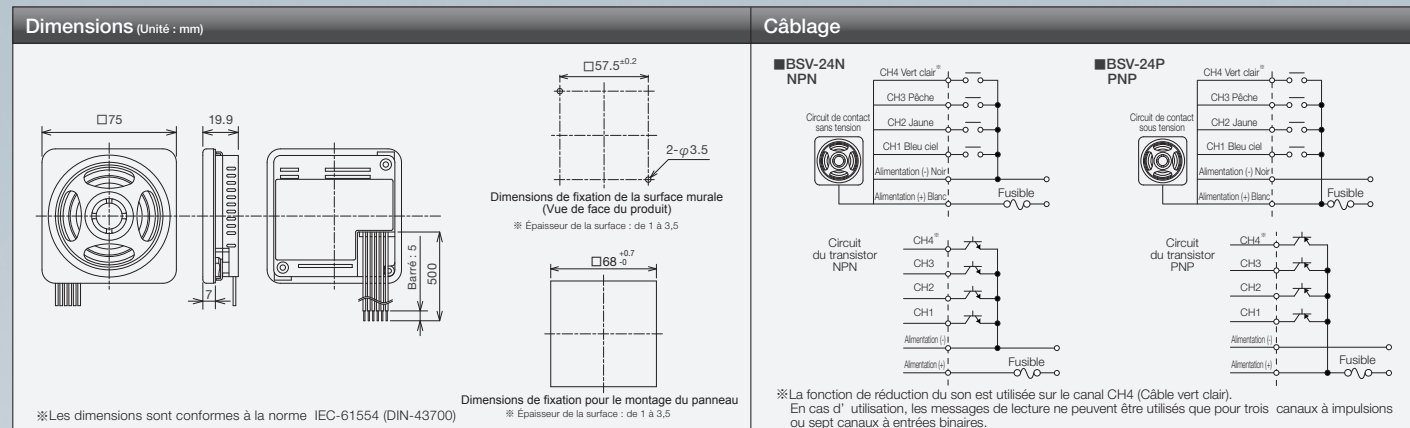 Dimensions (Unité : mm)
□75
19.9
7
Barré : 5
500
□57.5±0.2
2-φ3.5
Dimensions de fixation de la surface murale
(Vue de face du produit)
※ Épaisseur de la surface : de 1 à 3,5
□68 +0.7 -0
Dimensions de fixation pour le montage du panneau
※ Épaisseur de la surface : de 1 à 3,5
※Les dimensions sont conformes à la norme IEC-61554 (DIN-43700)
Câblage
■BSV-24N
NPN
Circuit de contact
sans tension
CH4 Vert clair※
CH3 Pêche
CH2 Jaune
CH1 Bleu ciel
Alimentation (-) Noir
Alimentation (+) Blanc
Fusible
Circuit
du transistor
NPN
CH4※
CH3
CH2
CH1
Alimentation (-)
Alimentation (+)
Fusible
■BSV-24P
PNP
Circuit de contact
sous tension
CH4 Vert clair※
CH3 Pêche
CH2 Jaune
CH1 Bleu ciel
Alimentation (-) Noir
Alimentation (+) Blanc
Fusible
Circuit
du transistor
PNP
CH4※
CH3
CH2
CH1
Alimentation (-)
Alimentation (+)
Fusible
※La fonction de réduction du son est utilisée sur le canal CH4 (Câble vert clair).
En cas d' utilisation, les messages de lecture ne peuvent être utilisés que pour trois canaux à impulsions
ou sept canaux à entrées binaires.